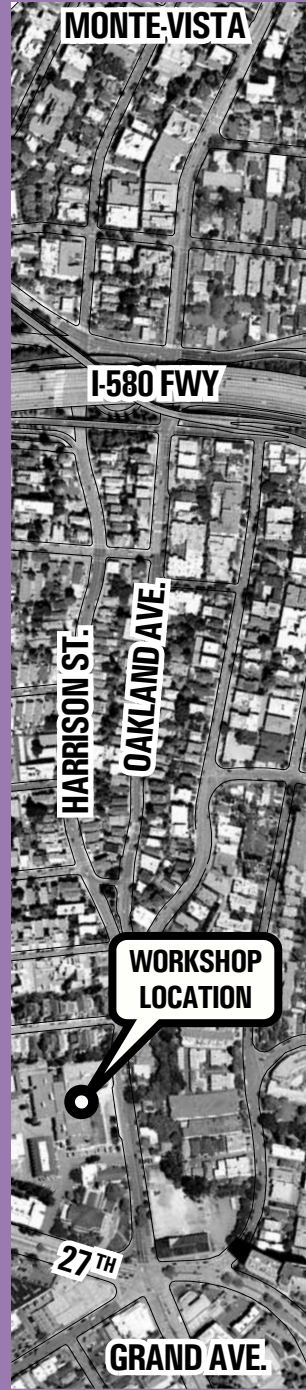 MONTE-VISTA
I-580 FWY
HARRISON ST.
OAKLAND AVE.
WORKSHOP
LOCATION
27TH
GRAND AVE.